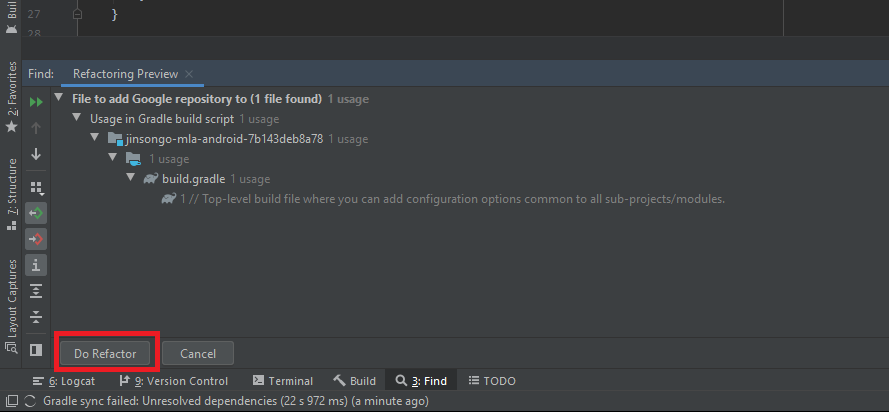 27
}
28
Build
2: Favorites
7: Structure
Layout Captures
Find: Refactoring Preview
File to add Google repository to (1 file found) 1 usage
Usage in Gradle build script 1 usage
jinsongo-mla-android-7b143deb8a78 1 usage
1 usage
build.gradle 1 usage
1 // Top-level build file where you can add configuration options common to all sub-projects/modules.
Do Refactor Cancel
6: Logcat 9: Version Control Terminal Build 3: Find TODO
Gradle sync failed: Unresolved dependencies (22 s 972 ms) (a minute ago)